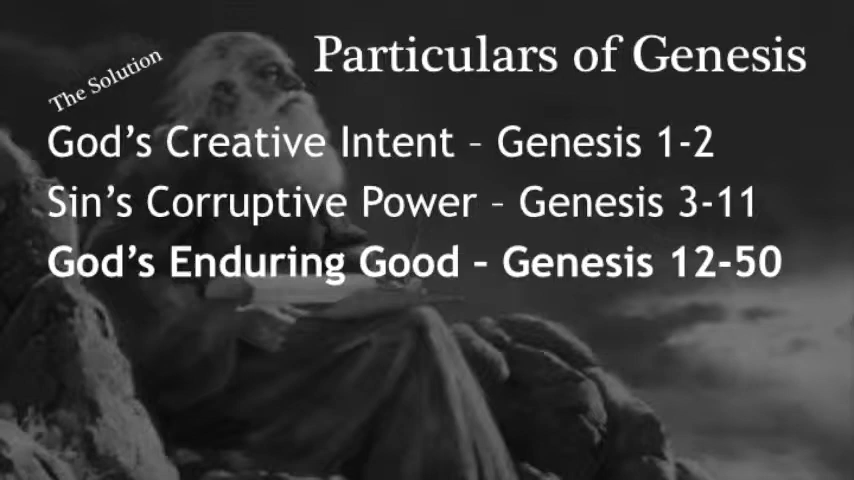 Particulars of Genesis
The Solution
God's Creative Intent – Genesis 1-2
Sin's Corruptive Power – Genesis 3-11
God's Enduring Good – Genesis 12-50